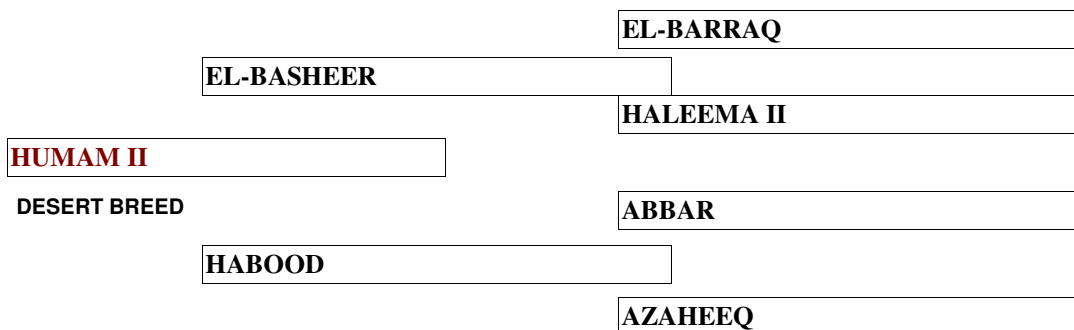 EL-BARRAQ
EL-BASHEER
HALEEMA II
HUMAM II
DESERT BREED
ABBAR
HABOOD
AZAHEEQ